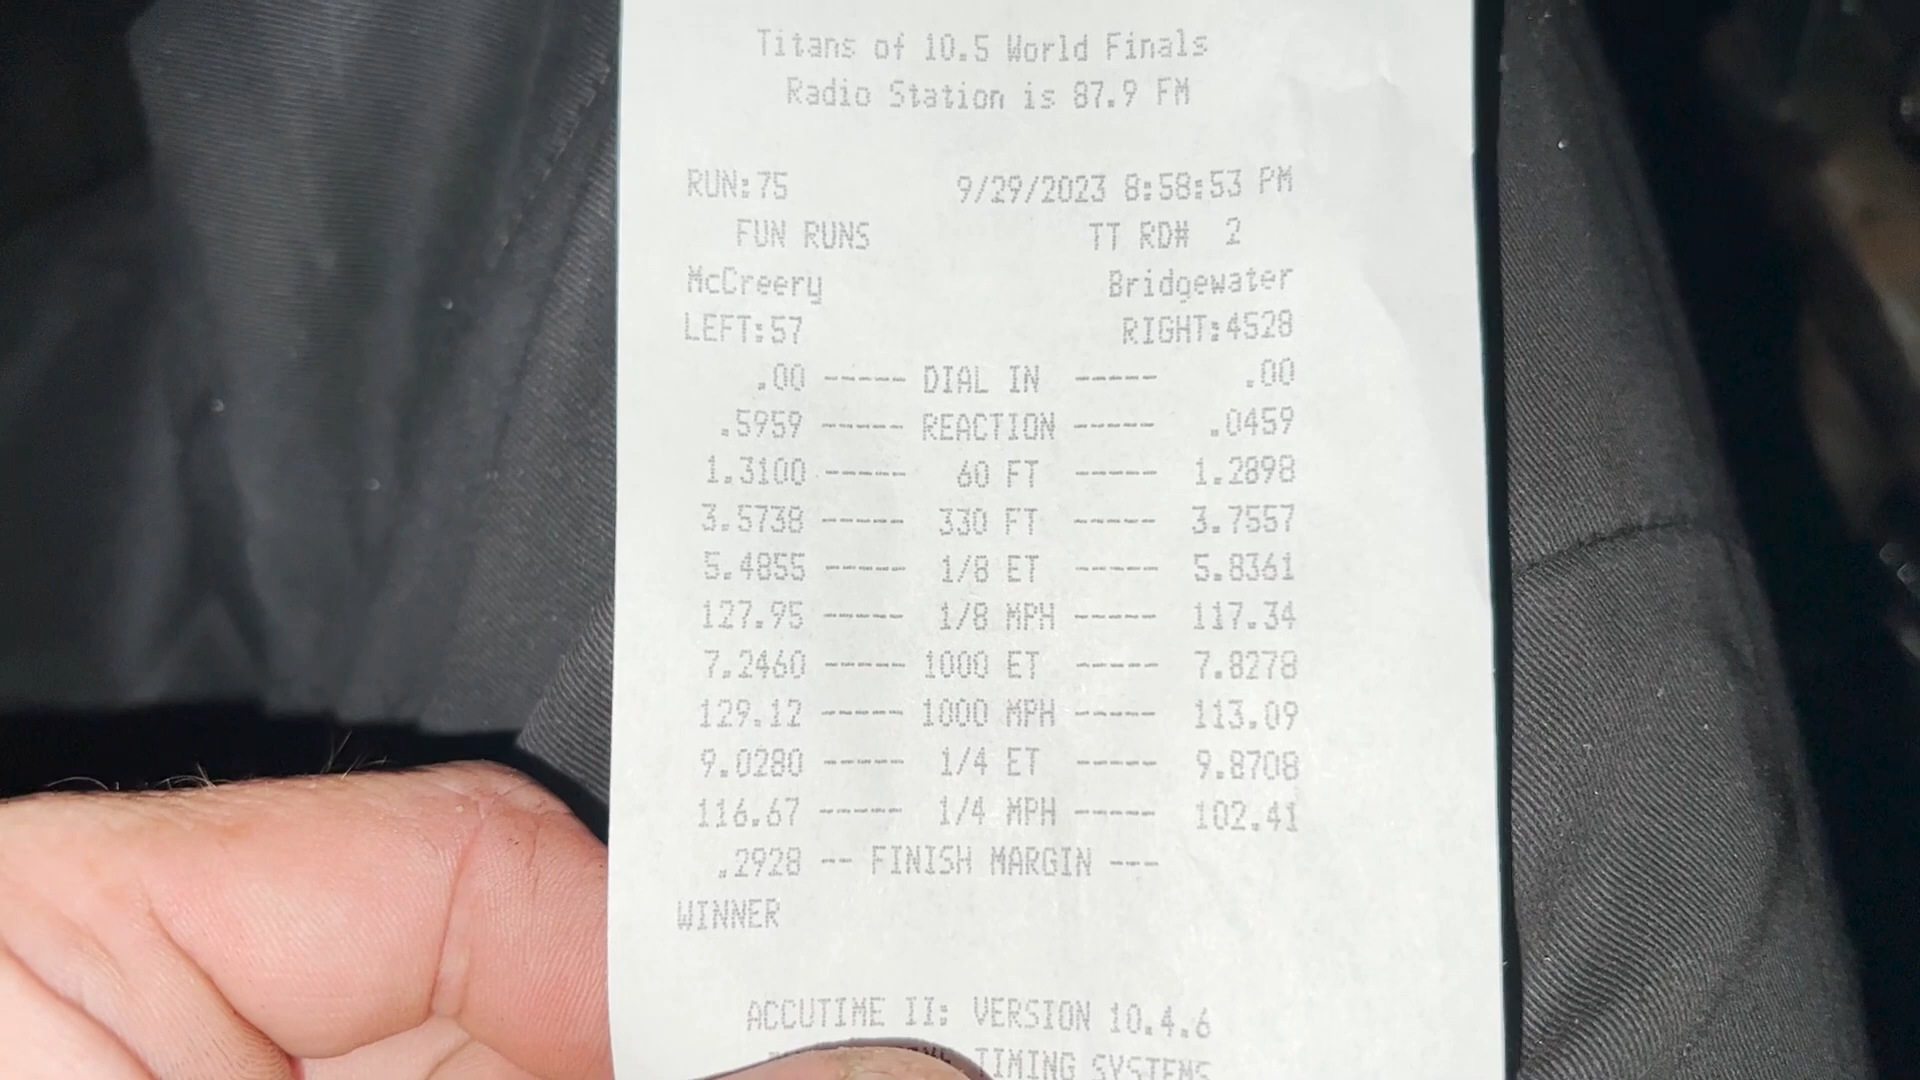 Titans of 10.5 World Finals
Radio Station is 87.9 FM
RUN:75 9/29/2023 8:58:53 PM
FUN RUNS TT RD# 2
McCreery Bridgewater
LEFT:57 RIGHT:4528
.00 ----- DIAL IN ----- .00
.5959 ----- REACTION ----- .0459
1.3100 ----- 60 FT ----- 1.2898
3.5738 ----- 330 FT ----- 3.7557
5.4855 ----- 1/8 ET ----- 5.8361
127.95 ----- 1/8 MPH ----- 117.34
7.2460 ----- 1000 ET ----- 7.8278
129.12 ----- 1000 MPH ----- 113.09
9.0280 ----- 1/4 ET ----- 9.8708
116.67 ----- 1/4 MPH ----- 102.41
.2928 -- FINISH MARGIN ---
WINNER
ACCUTIME II: VERSION 10.4.6
TIMING SYSTEMS